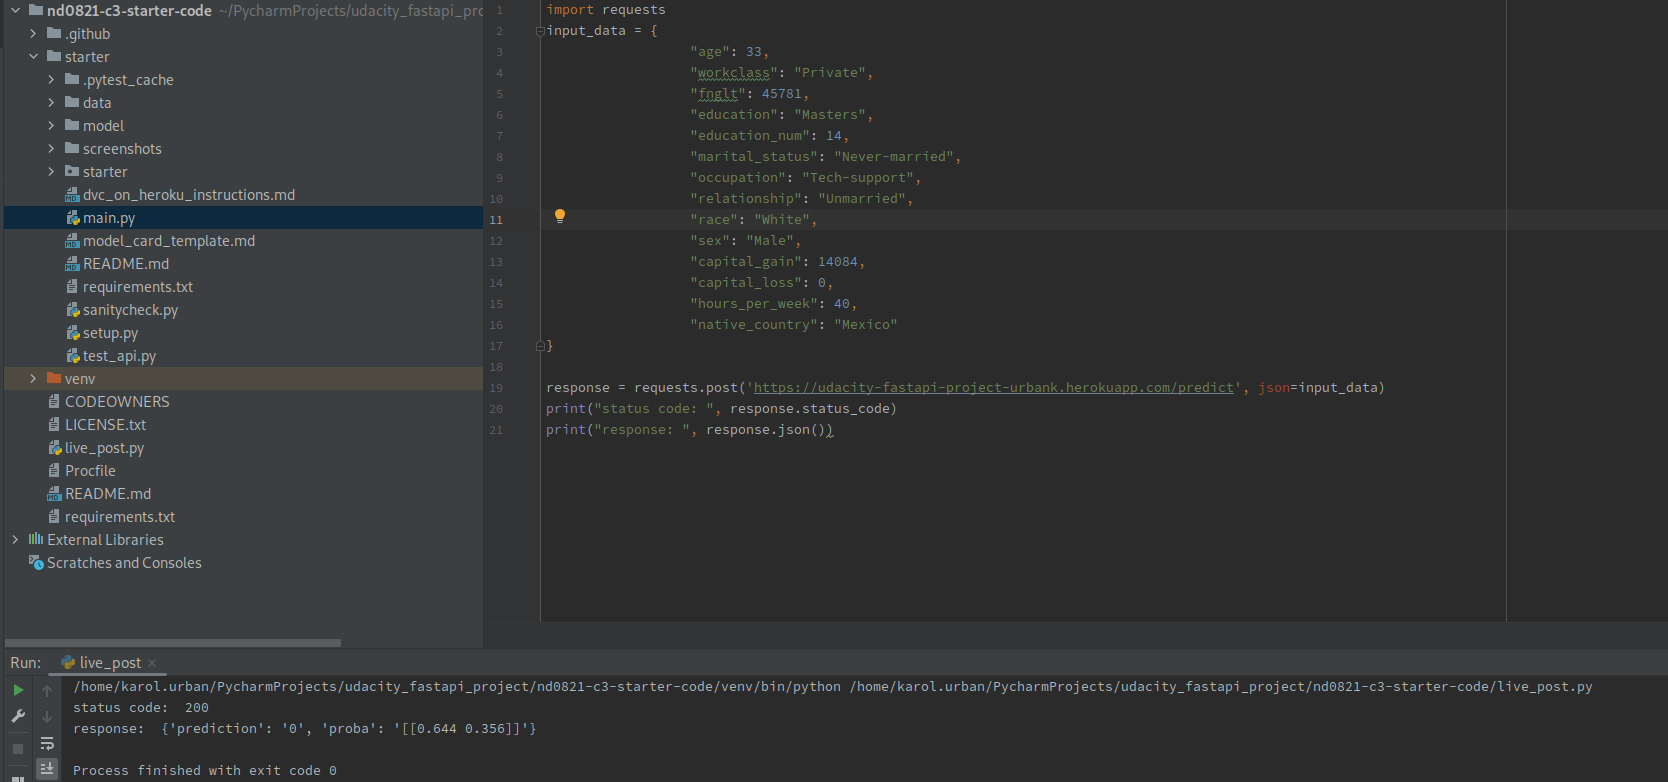 nd0821-c3-starter-code ~/PycharmProjects/udacity_fastapi_pro
.github
starter
.pytest_cache
data
model
screenshots
starter
dvc_on_heroku_instructions.md
main.py
model_card_template.md
README.md
requirements.txt
sanitycheck.py
setup.py
test_api.py
venv
CODEOWNERS
LICENSE.txt
live_post.py
Procfile
README.md
requirements.txt
External Libraries
Scratches and Consoles
1 import requests
2 input_data = {
3 "age": 33,
4 "workclass": "Private",
5 "fnglt": 45781,
6 "education": "Masters",
7 "education_num": 14,
8 "marital_status": "Never-married",
9 "occupation": "Tech-support",
10 "relationship": "Unmarried",
11 "race": "White",
12 "sex": "Male",
13 "capital_gain": 14084,
14 "capital_loss": 0,
15 "hours_per_week": 40,
16 "native_country": "Mexico"
17 }
18
19 response = requests.post('https://udacity-fastapi-project-urbank.herokuapp.com/predict', json=input_data)
20 print("status code: ", response.status_code)
21 print("response: ", response.json())
Run: live_post
/home/karol.urban/PycharmProjects/udacity_fastapi_project/nd0821-c3-starter-code/venv/bin/python /home/karol.urban/PycharmProjects/udacity_fastapi_project/nd0821-c3-starter-code/live_post.py
status code:  200
response:  {'prediction': '0', 'proba': '[[0.644 0.356]]'}
Process finished with exit code 0